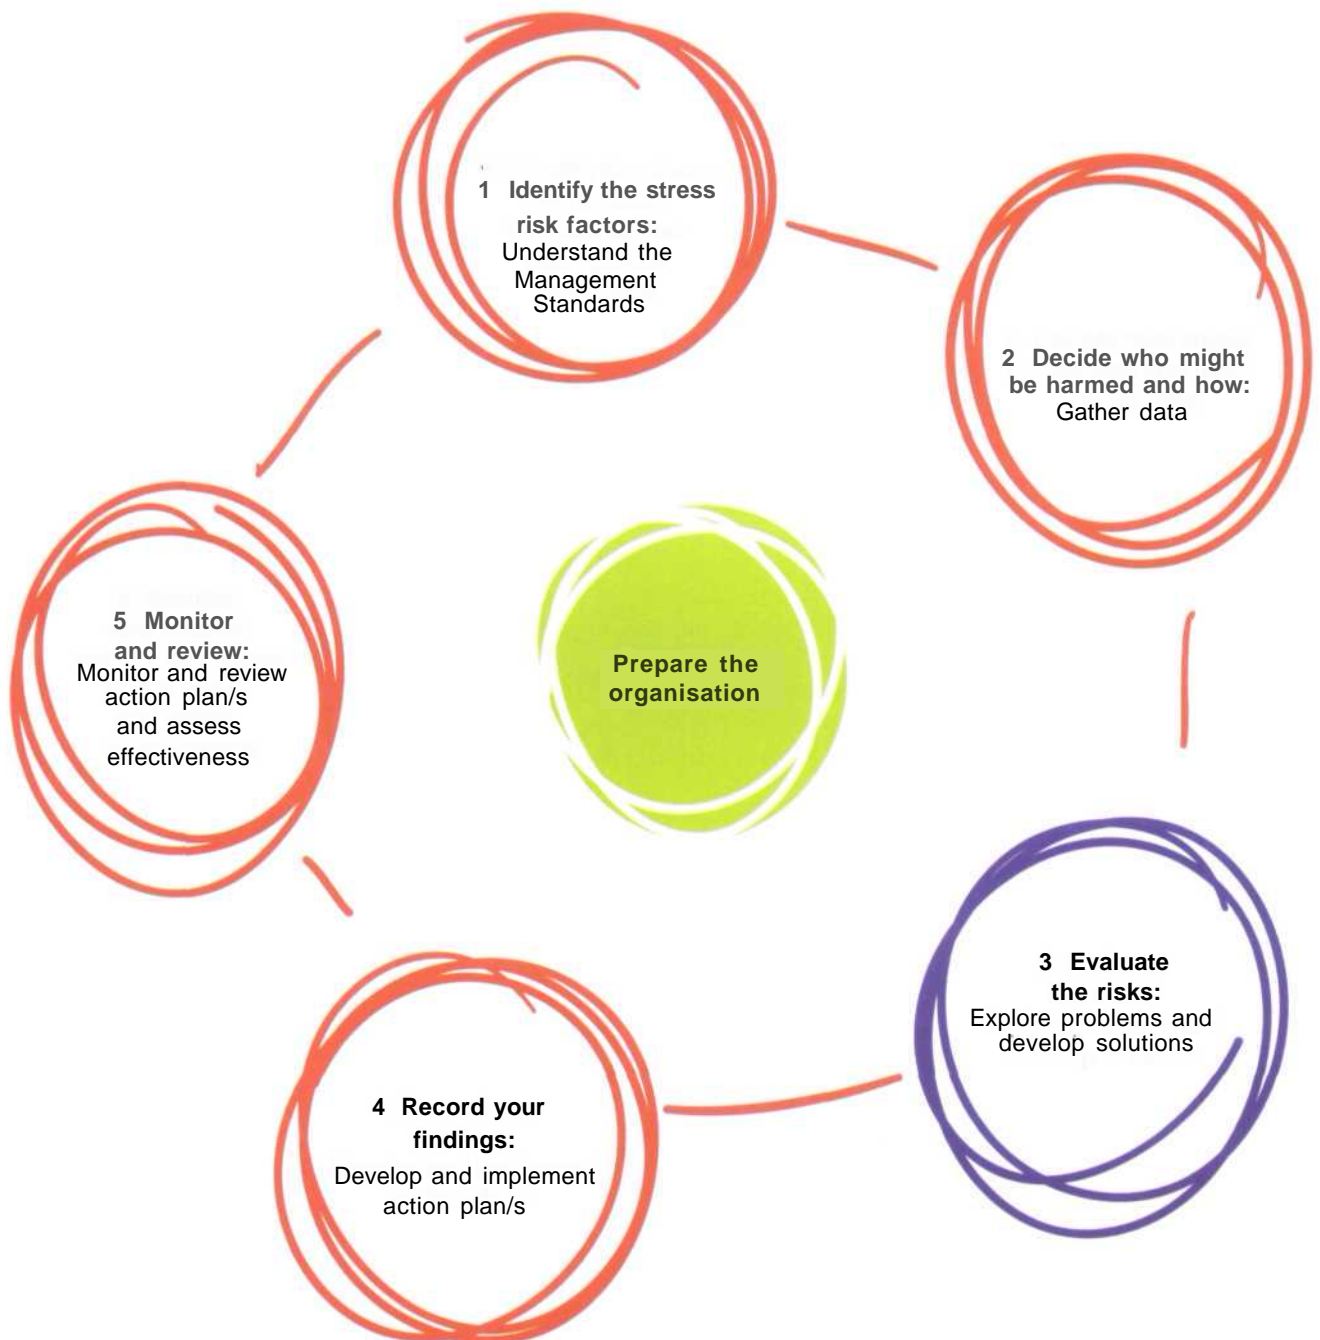 1 Identify the stress
risk factors:
Understand the
Management
Standards
2 Decide who might
be harmed and how:
Gather data
5 Monitor
and review:
Monitor and review
action plan/s
and assess
effectiveness
Prepare the
organisation
3 Evaluate
the risks:
Explore problems and
develop solutions
4 Record your
findings:
Develop and implement
action plan/s